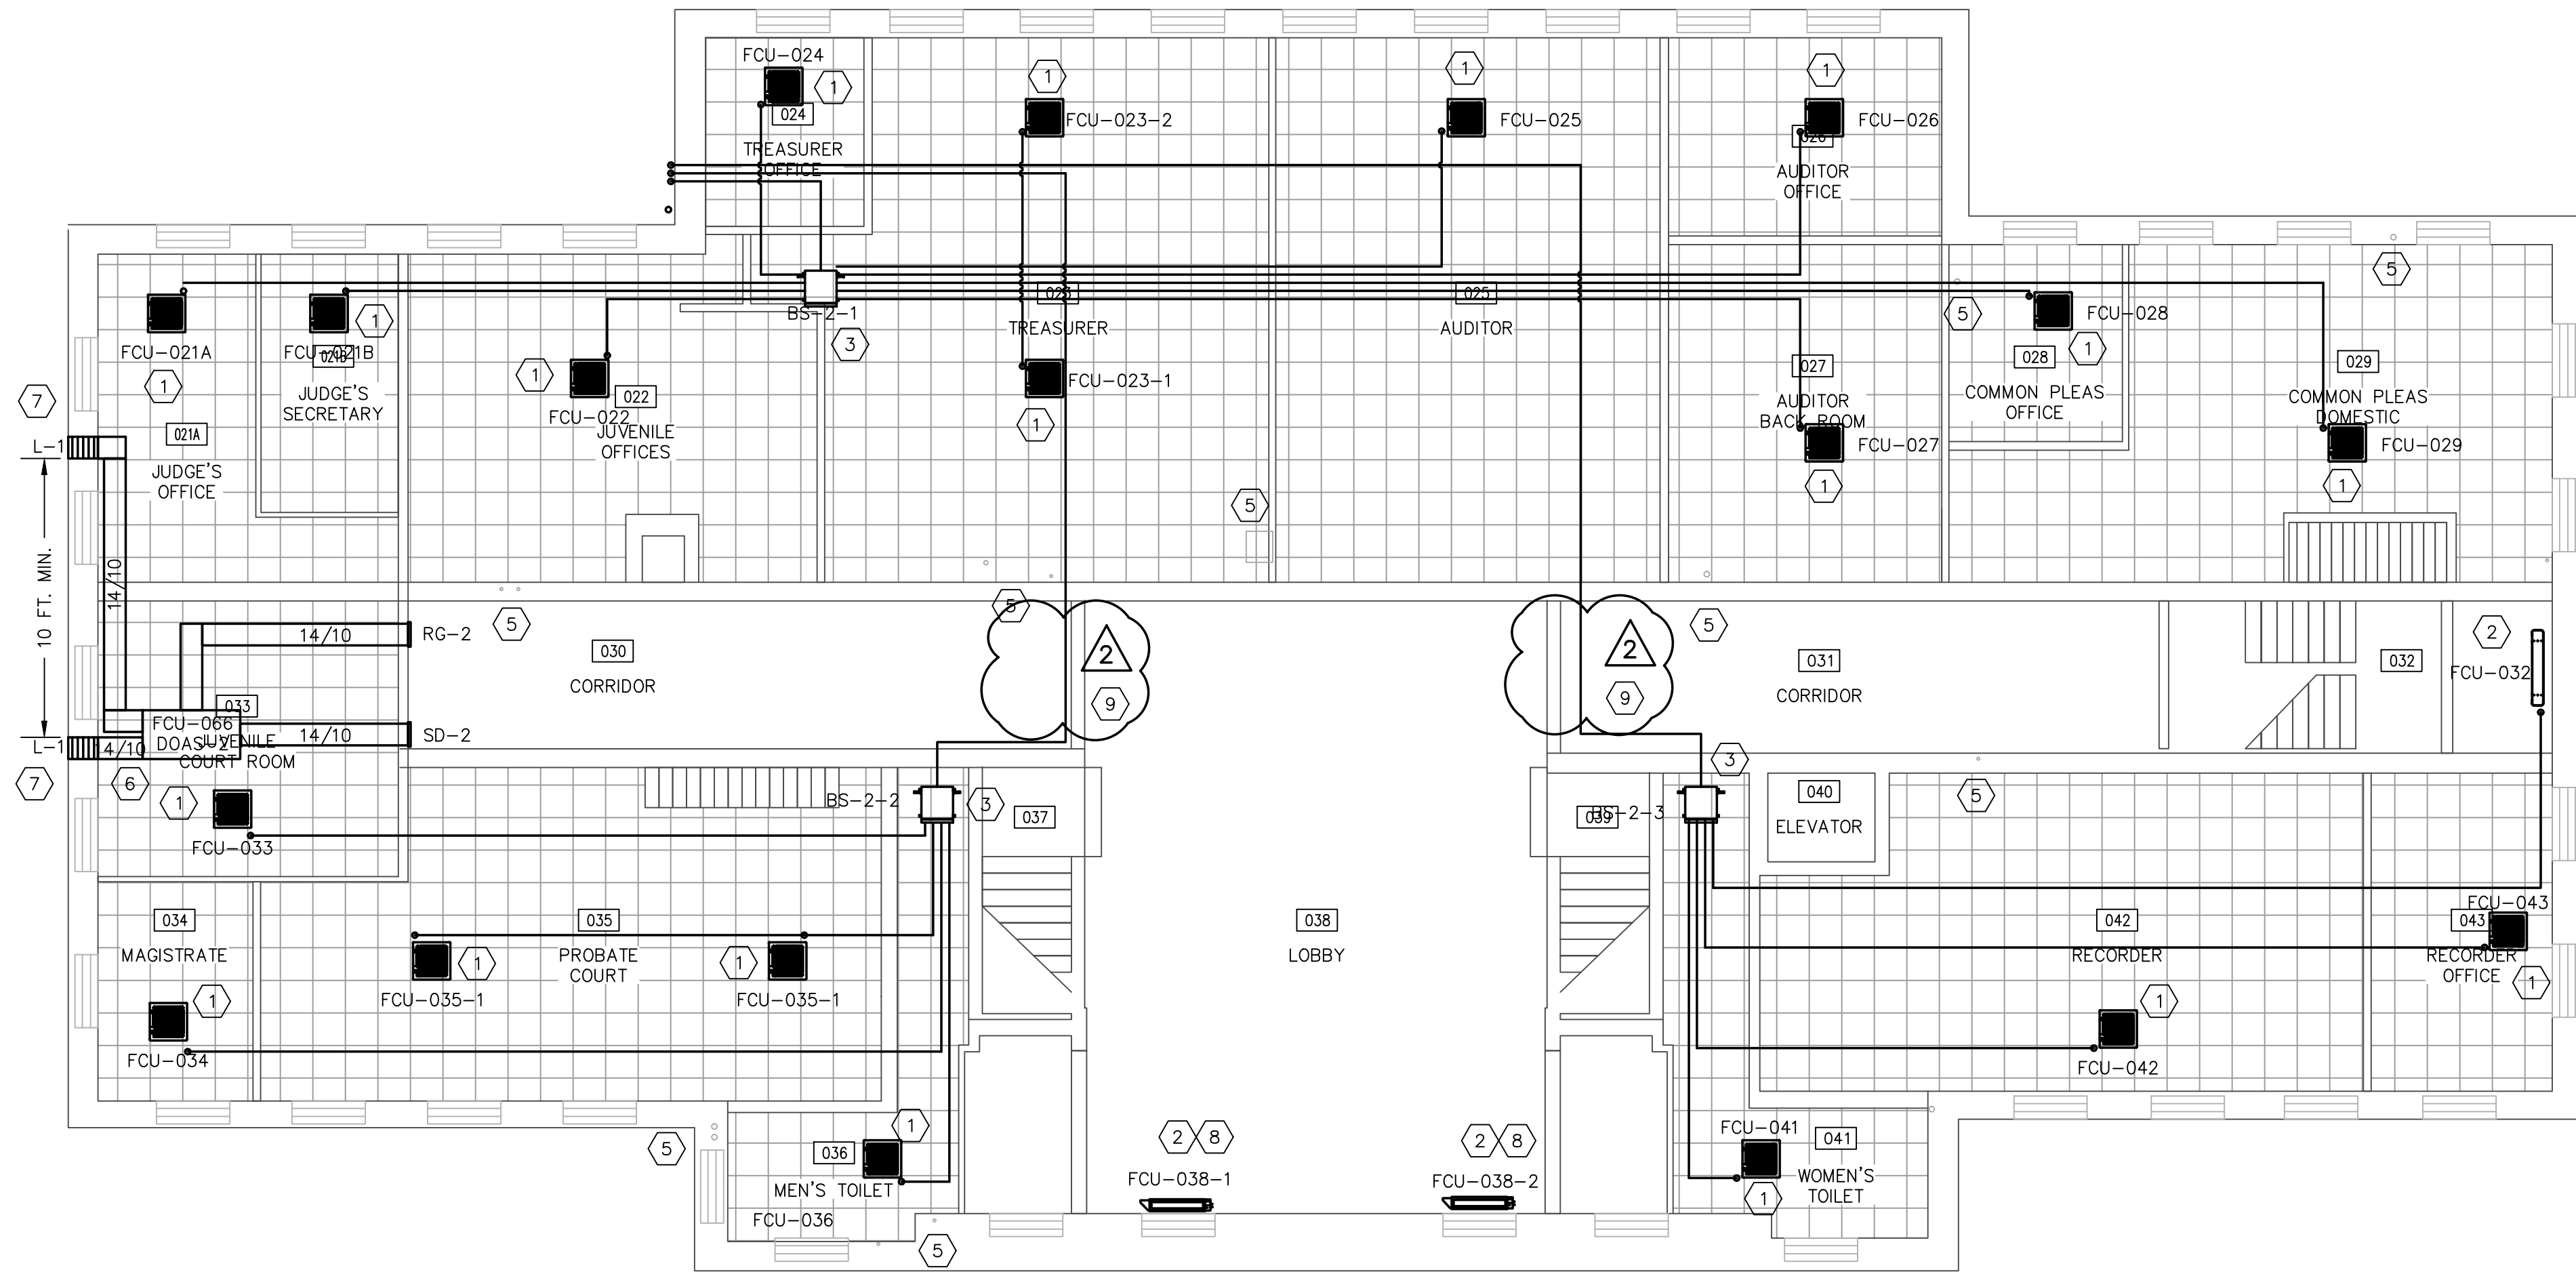 FCU-024
1
024
TREASURER
OFFICE
1
FCU-023-2
1
FCU-025
1
FCU-026
026
AUDITOR
OFFICE
FCU-021A
1
021A
JUDGE'S
OFFICE
1
FCU-021B
021B
JUDGE'S
SECRETARY
1
FCU-022
022
JUVENILE
OFFICES
BS-2-1
3
023
TREASURER
FCU-023-1
1
025
AUDITOR
027
AUDITOR
BACK ROOM
FCU-027
1
5
FCU-028
1
028
COMMON PLEAS
OFFICE
5
029
COMMON PLEAS
DOMESTIC
FCU-029
1
7
L-1
10 FT. MIN.
14/10
5
5
5
14/10
RG-2
030
CORRIDOR
2
9
2
9
5
031
CORRIDOR
032
2
FCU-032
033
FCU-066
DOAS-2
JUVENILE
COURT ROOM
14/10
SD-2
L-1
14/10
7
6
1
FCU-033
BS-2-2
3
037
039
BS-2-3
3
040
ELEVATOR
5
034
MAGISTRATE
1
FCU-034
035
PROBATE
COURT
1
FCU-035-1
1
FCU-035-1
038
LOBBY
042
RECORDER
1
FCU-042
FCU-043
043
RECORDER
OFFICE
1
5
1
036
MEN'S TOILET
FCU-036
5
2
8
FCU-038-1
2
8
FCU-038-2
FCU-041
1
041
WOMEN'S
TOILET